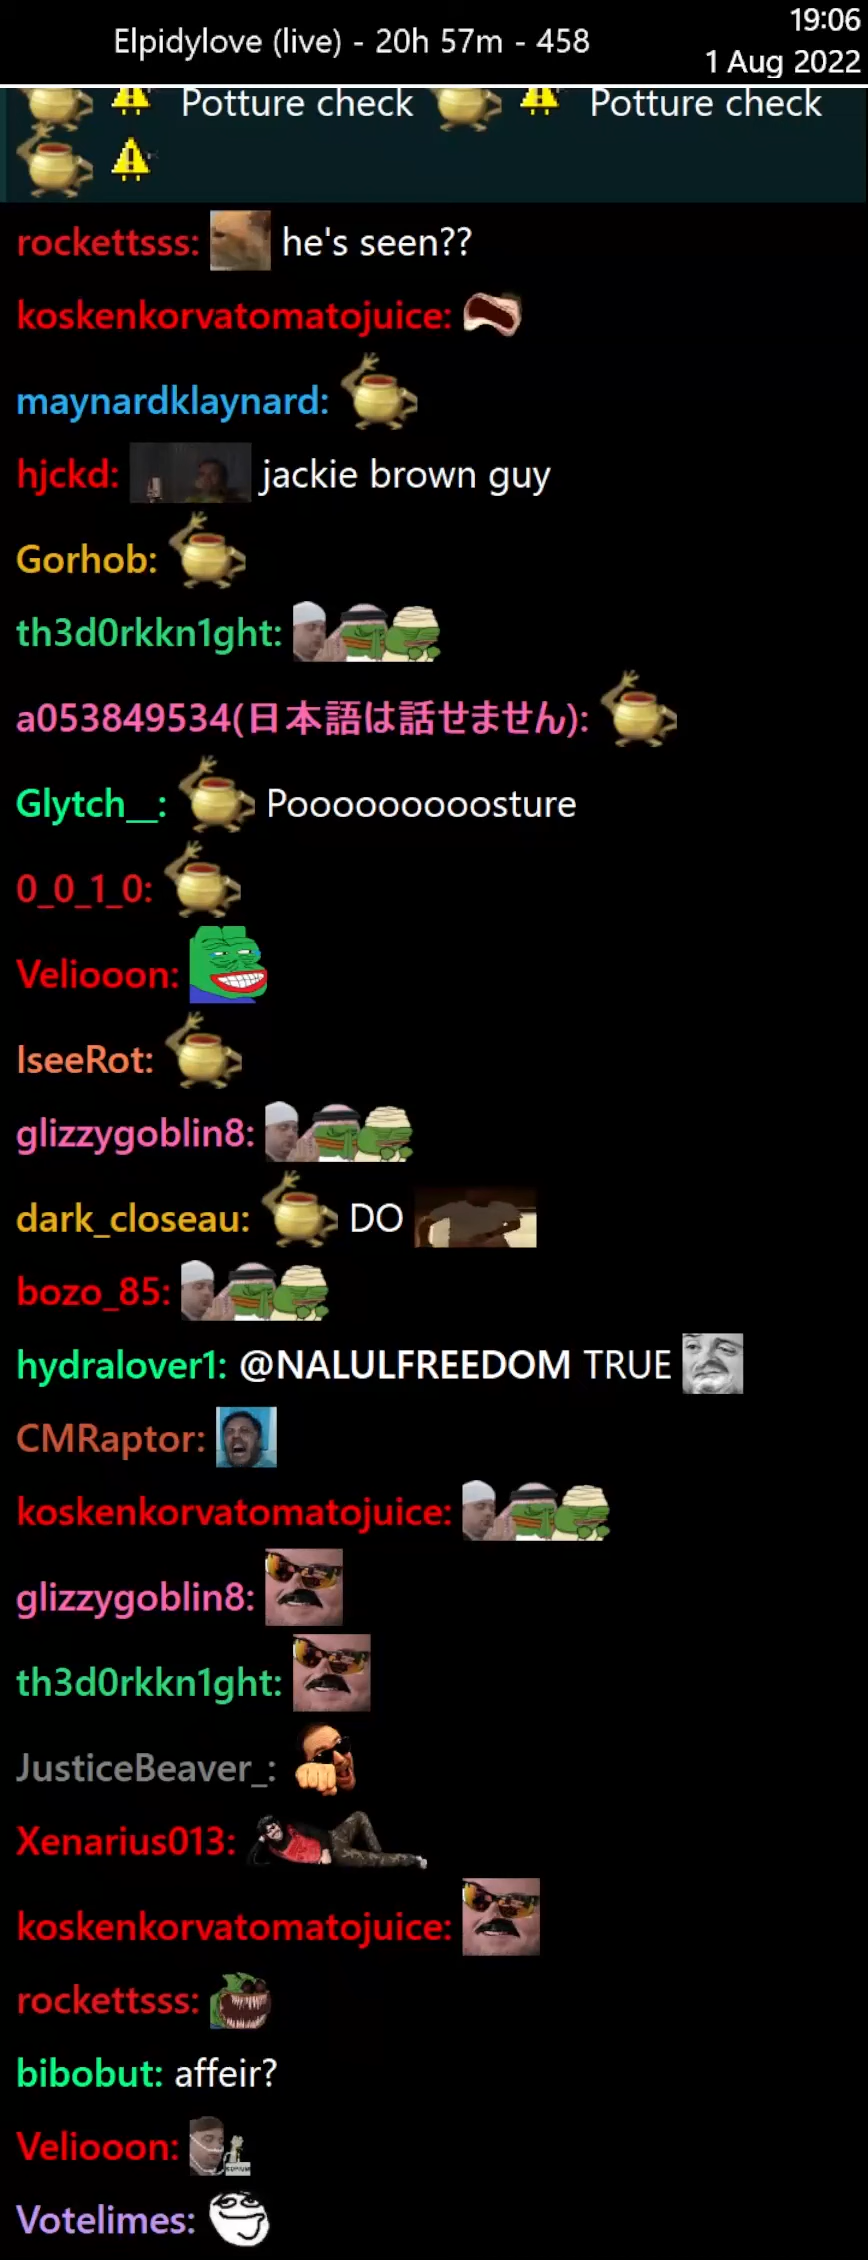 19:06
Elpidylove (live) - 20h 57m - 458
1 Aug 2022
Potture check Potture check
rockettsss: he's seen??
koskenkorvatomatojuice:
maynardklaynard:
hjckd: jackie brown guy
Gorhob:
th3d0rkkn1ght:
a053849534(日本語は話せません):
Glytch__: Pooooooooosture
0_0_1_0:
Veliooon:
IseeRot:
glizzygoblin8:
dark_closeau: DO
bozo_85:
hydralover1: @NALULFREEDOM TRUE
CMRaptor:
koskenkorvatomatojuice:
glizzygoblin8:
th3d0rkkn1ght:
JusticeBeaver_:
Xenarius013:
koskenkorvatomatojuice:
rockettsss:
bibobut: affeir?
Veliooon:
Votelimes: